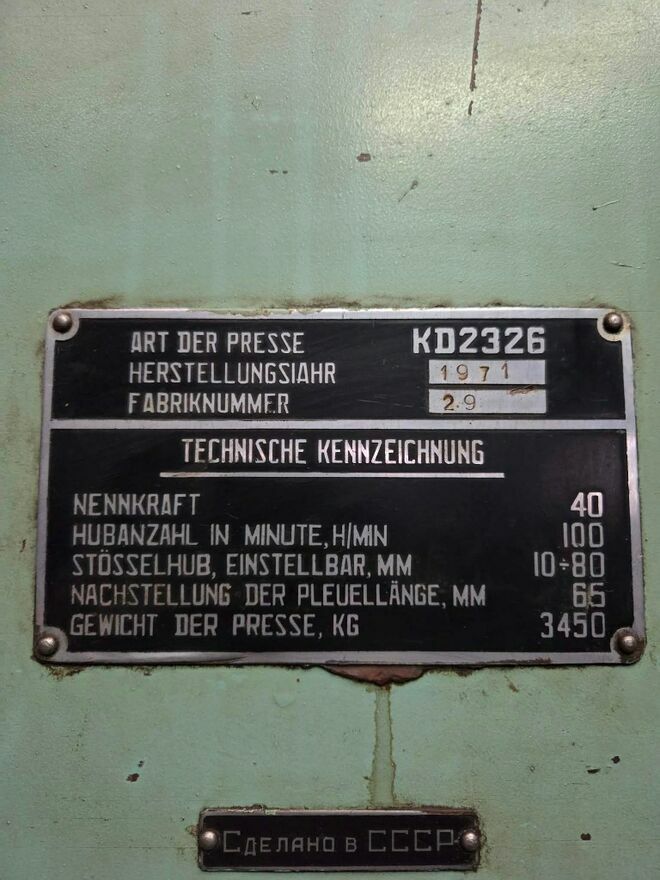 ART DER PRESSE KD2326
HERSTELLUNGSIAHR 1971
FABRIKNUMMER 29
TECHNISCHE KENNZEICHNUNG
NENNKRAFT 40
HUBANZAHL IN MINUTE, H/MIN 100
STÖSSELHUB, EINSTELLBAR, MM 10÷80
NACHSTELLUNG DER PLEUELLÄNGE, MM 65
GEWICHT DER PRESSE, KG 3450
СДЕЛАНО В СССР